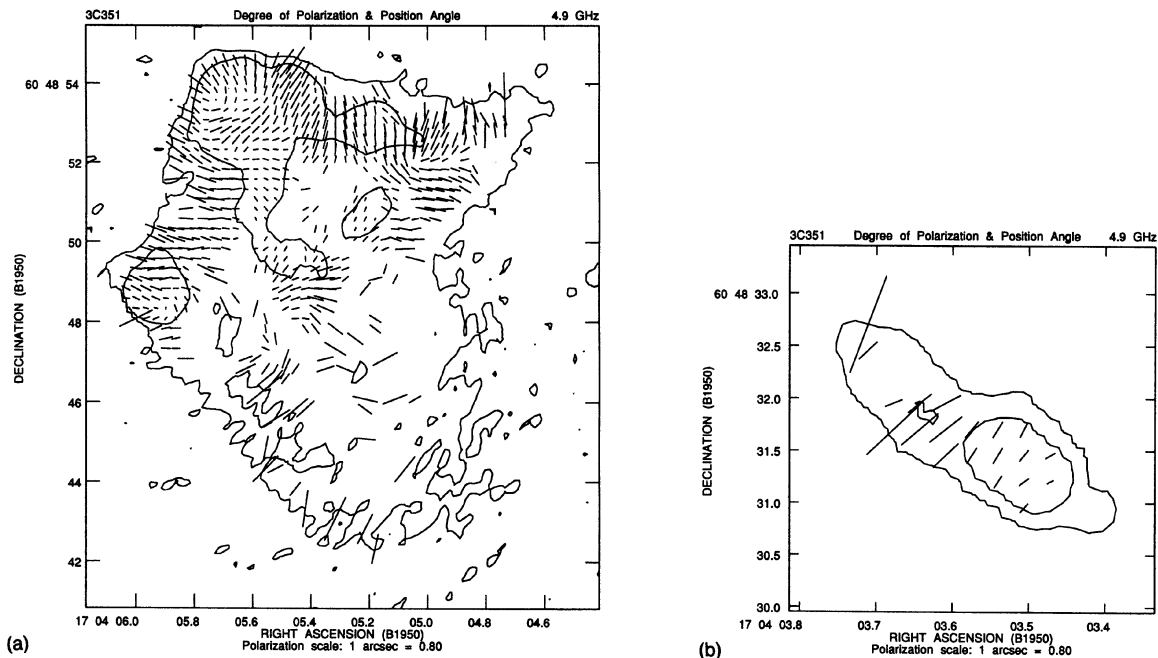 3C351 Degree of Polarization & Position Angle 4.9 GHz
60 48 54
52
50
48
46
44
42
DECLINATION (B1950)
17 04 06.0 05.8 05.6 05.4 05.2 05.0 04.8 04.6
RIGHT ASCENSION (B1950)
Polarization scale: 1 arcsec = 0.80
(a)
3C351 Degree of Polarization & Position Angle 4.9 GHz
60 48 33.0
32.5
32.0
31.5
31.0
30.5
30.0
DECLINATION (B1950)
17 04 03.8 03.7 03.6 03.5 03.4
RIGHT ASCENSION (B1950)
Polarization scale: 1 arcsec = 0.80
(b)